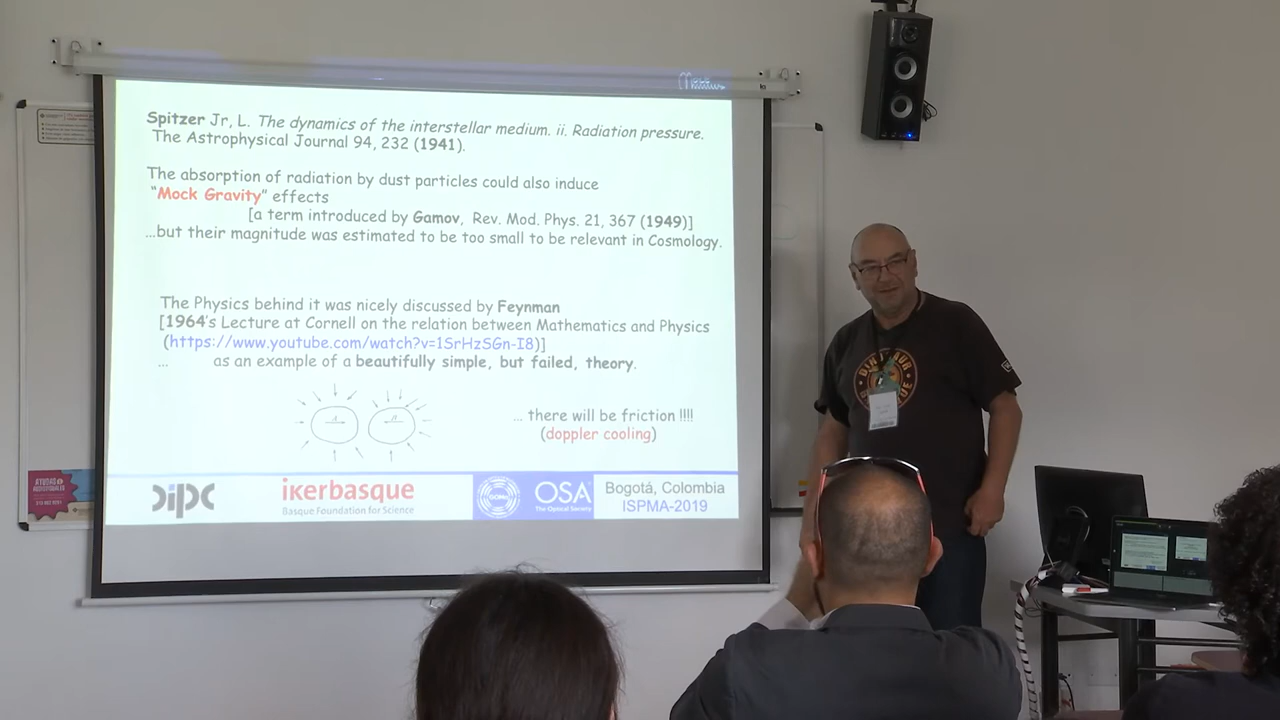 Spitzer Jr, L. The dynamics of the interstellar medium. ii. Radiation pressure.
The Astrophysical Journal 94, 232 (1941).
The absorption of radiation by dust particles could also induce
"Mock Gravity" effects
[a term introduced by Gamov, Rev. Mod. Phys. 21, 367 (1949)]
...but their magnitude was estimated to be too small to be relevant in Cosmology.
The Physics behind it was nicely discussed by Feynman
[1964's Lecture at Cornell on the relation between Mathematics and Physics
(https://www.youtube.com/watch?v=1SrHzSGn-I8)]
... as an example of a beautifully simple, but failed, theory.
... there will be friction !!!!
(doppler cooling)
dipc
ikerbasque
Basque Foundation for Science
OSA
The Optical Society
Bogotá, Colombia
ISPMA-2019
DINOSAUR